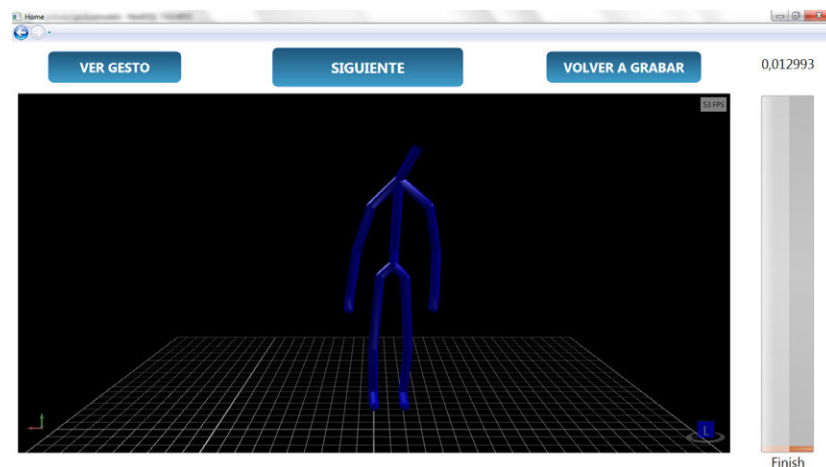 Home
VER GESTO
SIGUIENTE
VOLVER A GRABAR
0,012993
53 FPS
L
Finish